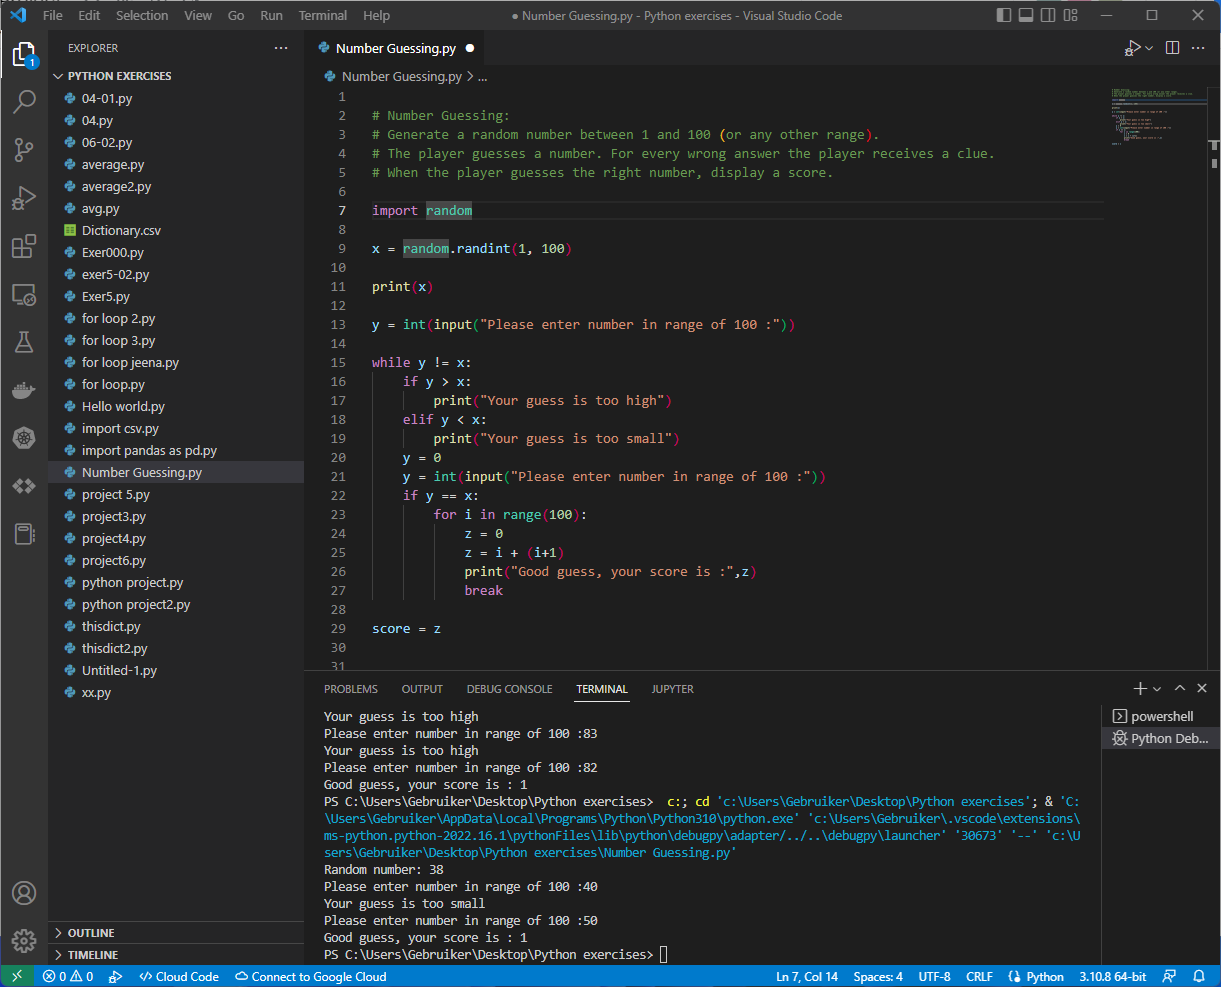 File Edit Selection View Go Run Terminal Help
● Number Guessing.py - Python exercises - Visual Studio Code
EXPLORER
PYTHON EXERCISES
04-01.py
04.py
06-02.py
average.py
average2.py
avg.py
Dictionary.csv
Exer000.py
exer5-02.py
Exer5.py
for loop 2.py
for loop 3.py
for loop jeena.py
for loop.py
Hello world.py
import csv.py
import pandas as pd.py
Number Guessing.py
project 5.py
project3.py
project4.py
project6.py
python project.py
python project2.py
thisdict.py
thisdict2.py
Untitled-1.py
xx.py
OUTLINE
TIMELINE
1
Number Guessing.py ●
Number Guessing.py > ...
1
2 # Number Guessing:
3 # Generate a random number between 1 and 100 (or any other range).
4 # The player guesses a number. For every wrong answer the player receives a clue.
5 # When the player guesses the right number, display a score.
6
7 import random
8
9 x = random.randint(1, 100)
10
11 print(x)
12
13 y = int(input("Please enter number in range of 100 :"))
14
15 while y != x:
16 if y > x:
17 print("Your guess is too high")
18 elif y < x:
19 print("Your guess is too small")
20 y = 0
21 y = int(input("Please enter number in range of 100 :"))
22 if y == x:
23 for i in range(100):
24 z = 0
25 z = i + (i+1)
26 print("Good guess, your score is :",z)
27 break
28
29 score = z
30
31
PROBLEMS OUTPUT DEBUG CONSOLE TERMINAL JUPYTER
Your guess is too high
Please enter number in range of 100 :83
Your guess is too high
Please enter number in range of 100 :82
Good guess, your score is : 1
PS C:\Users\Gebruiker\Desktop\Python exercises> c:; cd 'c:\Users\Gebruiker\Desktop\Python exercises'; & 'C:
\Users\Gebruiker\AppData\Local\Programs\Python\Python310\python.exe' 'c:\Users\Gebruiker\.vscode\extensions\
ms-python.python-2022.16.1\pythonFiles\lib\python\debugpy\adapter/../..\debugpy\launcher' '30673' '--' 'c:\U
sers\Gebruiker\Desktop\Python exercises\Number Guessing.py'
Random number: 38
Please enter number in range of 100 :40
Your guess is too small
Please enter number in range of 100 :50
Good guess, your score is : 1
PS C:\Users\Gebruiker\Desktop\Python exercises>
powershell
Python Deb...
0 0 Cloud Code Connect to Google Cloud Ln 7, Col 14 Spaces: 4 UTF-8 CRLF Python 3.10.8 64-bit